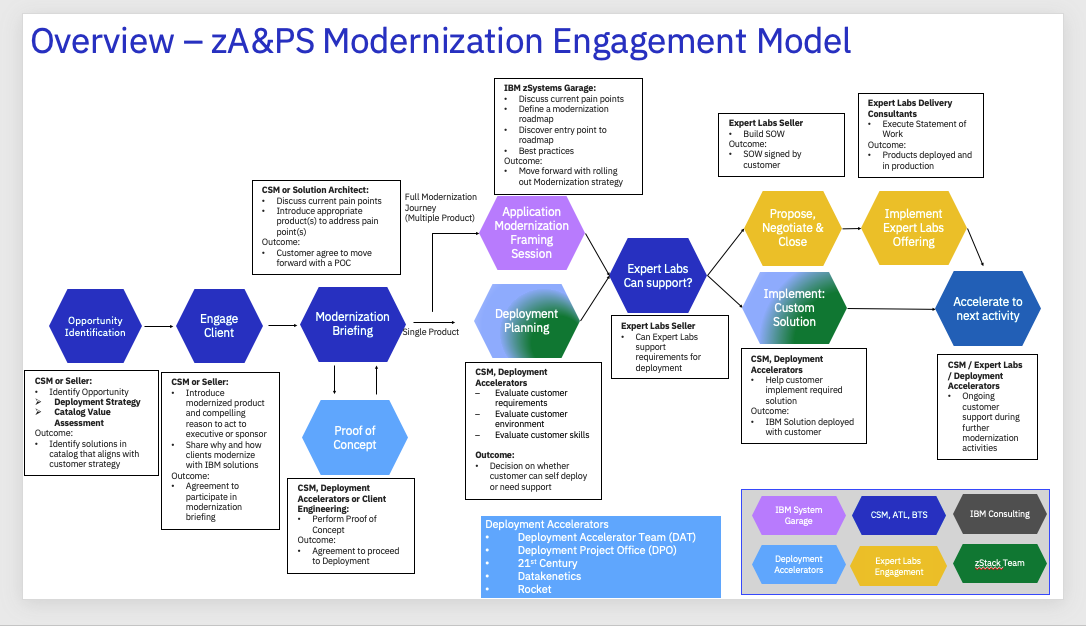 Overview – zA&PS Modernization Engagement Model
IBM zSystems Garage:
• Discuss current pain points
• Define a modernization
roadmap
• Discover entry point to
roadmap
• Best practices
Outcome:
• Move forward with rolling
out Modernization strategy
Expert Labs Seller
• Build SOW
Outcome:
• SOW signed by
customer
Expert Labs Delivery
Consultants
• Execute Statement of
Work
Outcome:
• Products deployed and
in production
CSM or Solution Architect:
• Discuss current pain points
• Introduce appropriate
product(s) to address pain
point(s)
Outcome:
• Customer agree to move
forward with a POC
Full Modernization
Journey
(Multiple Product)
Application
Modernization
Framing
Session
Propose,
Negotiate &
Close
Implement
Expert Labs
Offering
Expert Labs
Can support?
Opportunity
Identification
Engage
Client
Modernization
Briefing
Single Product
Deployment
Planning
Implement:
Custom
Solution
Accelerate to
next activity
Expert Labs Seller
• Can Expert Labs
support
requirements for
deployment
CSM or Seller:
• Identify Opportunity
➢ Deployment Strategy
➢ Catalog Value
Assessment
Outcome:
• Identify solutions in
catalog that aligns with
customer strategy
CSM or Seller:
• Introduce
modernized product
and compelling
reason to act to
executive or sponsor
• Share why and how
clients modernize
with IBM solutions
Outcome:
• Agreement to
participate in
modernization
briefing
Proof of
Concept
CSM, Deployment
Accelerators or Client
Engineering:
• Perform Proof of
Concept
Outcome:
• Agreement to proceed
to Deployment
CSM, Deployment
Accelerators
– Evaluate customer
requirements
– Evaluate customer
environment
– Evaluate customer skills
Outcome:
• Decision on whether
customer can self deploy
or need support
CSM, Deployment
Accelerators
• Help customer
implement required
solution
Outcome:
• IBM Solution deployed
with customer
CSM / Expert Labs
/ Deployment
Accelerators
• Ongoing
customer
support during
further
modernization
activities
Deployment Accelerators
• Deployment Accelerator Team (DAT)
• Deployment Project Office (DPO)
• 21st Century
• Datakenetics
• Rocket
IBM System
Garage
CSM, ATL, BTS
IBM Consulting
Deployment
Accelerators
Expert Labs
Engagement
zStack Team